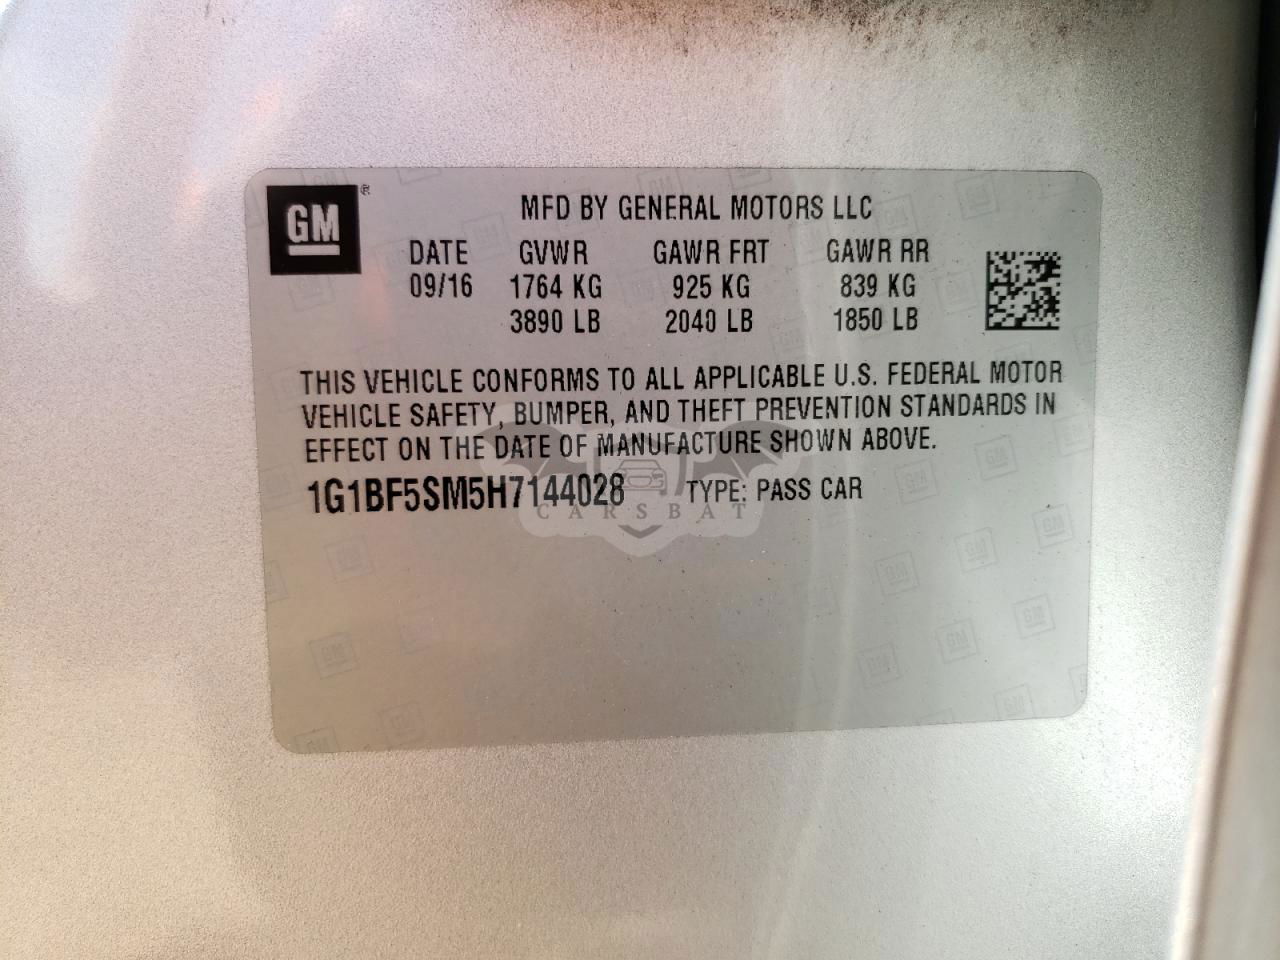 GM ®
MFD BY GENERAL MOTORS LLC
DATE GVWR GAWR FRT GAWR RR
09/16 1764 KG 925 KG 839 KG
3890 LB 2040 LB 1850 LB
THIS VEHICLE CONFORMS TO ALL APPLICABLE U.S. FEDERAL MOTOR
VEHICLE SAFETY, BUMPER, AND THEFT PREVENTION STANDARDS IN
EFFECT ON THE DATE OF MANUFACTURE SHOWN ABOVE.
1G1BF5SM5H7144028 TYPE: PASS CAR
CARSBAT